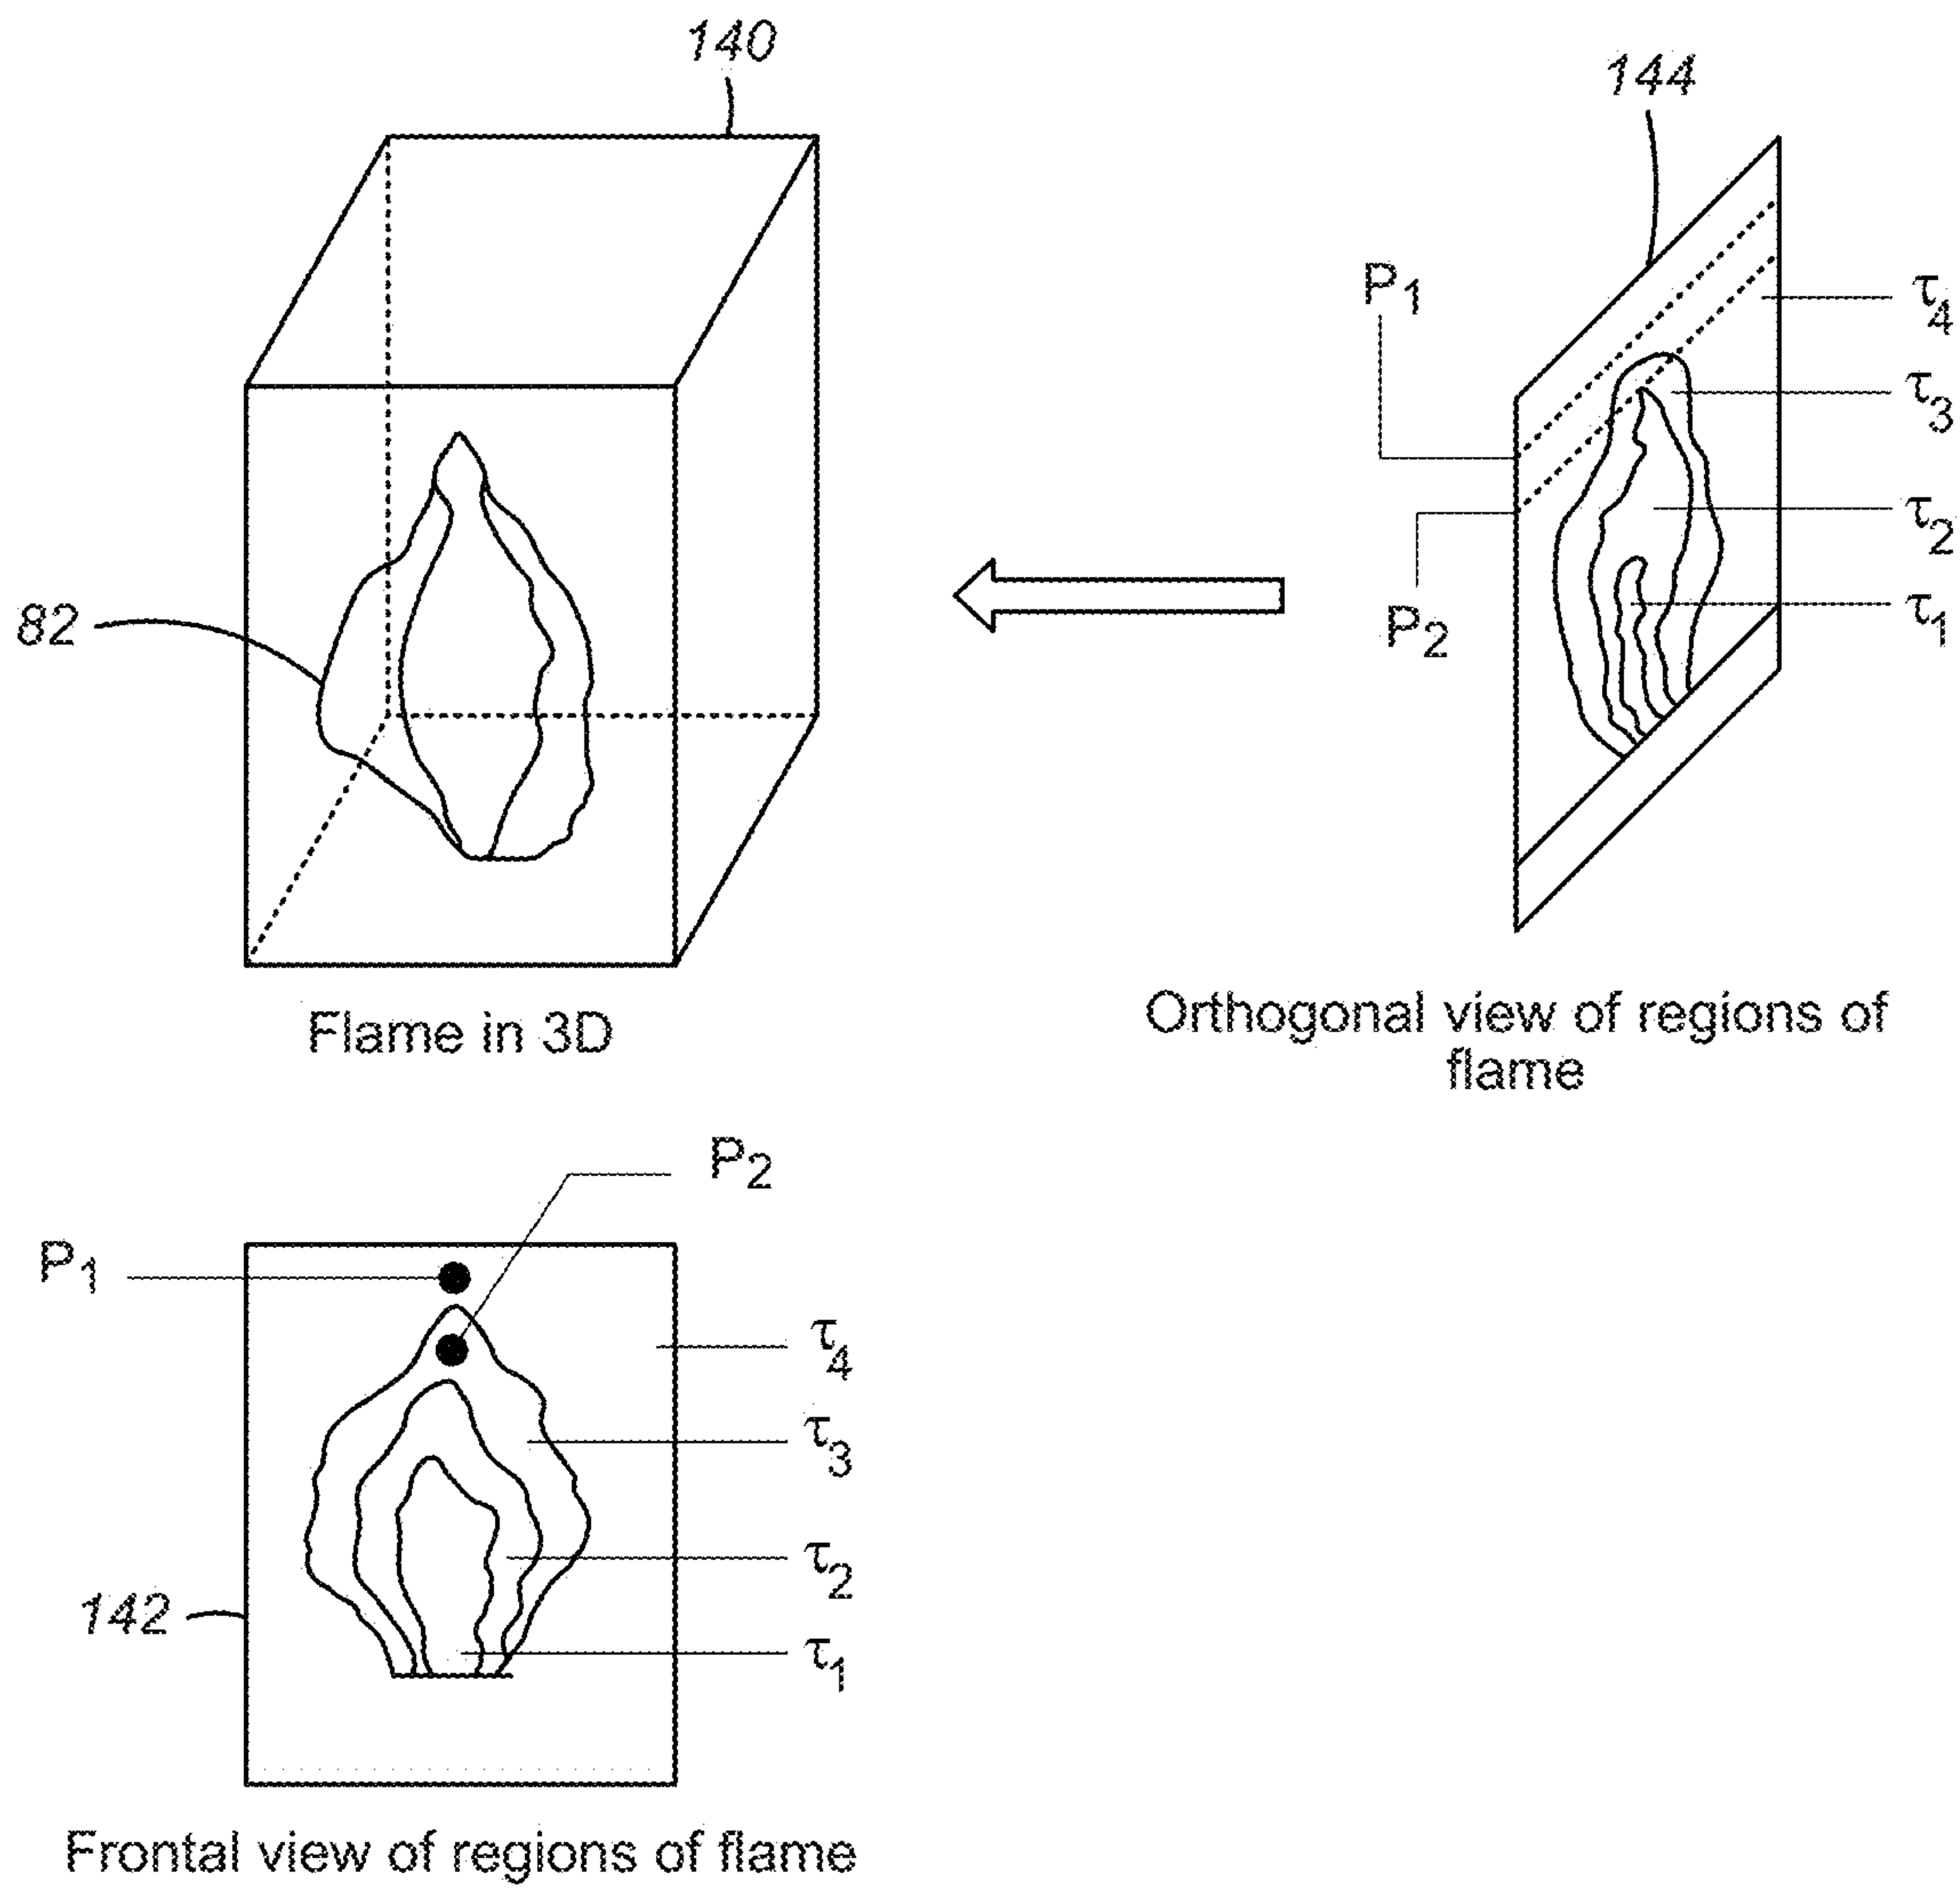 140
144
P1
τ4
τ3
τ2
82
P2
τ1
Flame in 3D
Orthogonal view of regions of
flame
P2
P1
τ4
τ3
τ2
142
τ1
Frontal view of regions of flame